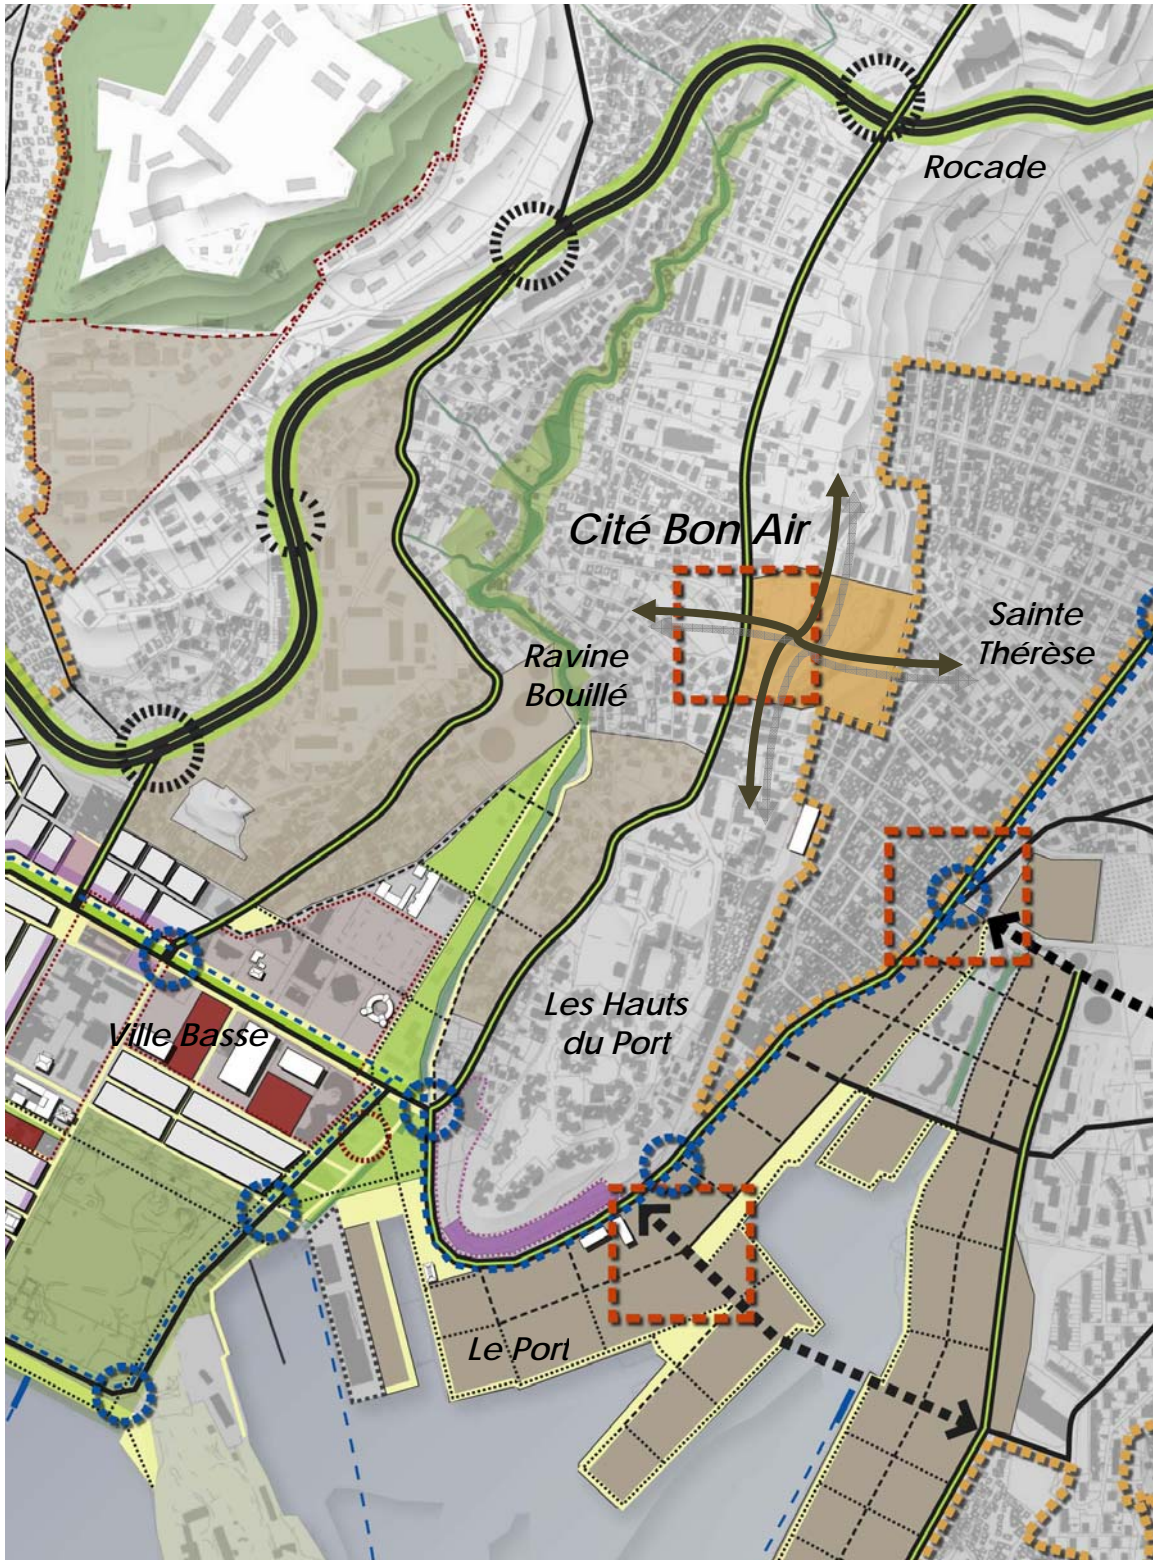 Rocade
Cité Bon Air
Sainte
Thérèse
Ravine
Bouillé
Les Hauts
du Port
Ville Basse
Le Port